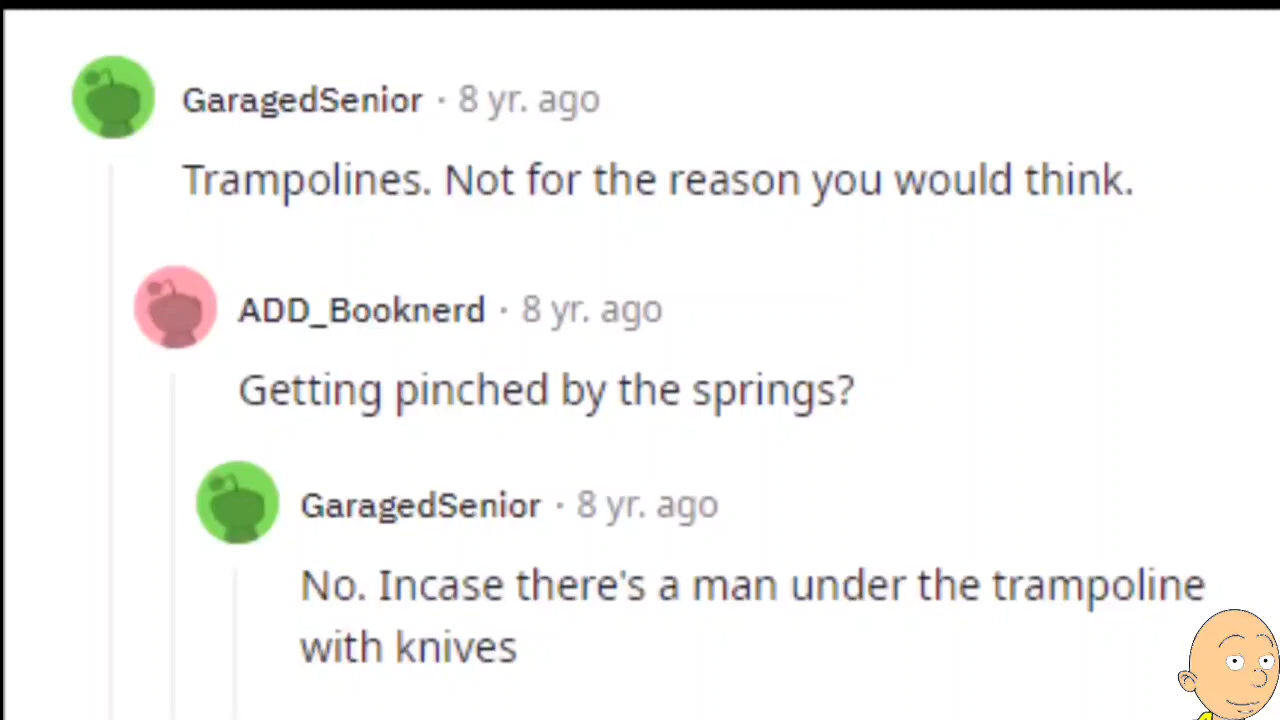 GaragedSenior · 8 yr. ago
Trampolines. Not for the reason you would think.
ADD_Booknerd · 8 yr. ago
Getting pinched by the springs?
GaragedSenior · 8 yr. ago
No. Incase there's a man under the trampoline
with knives